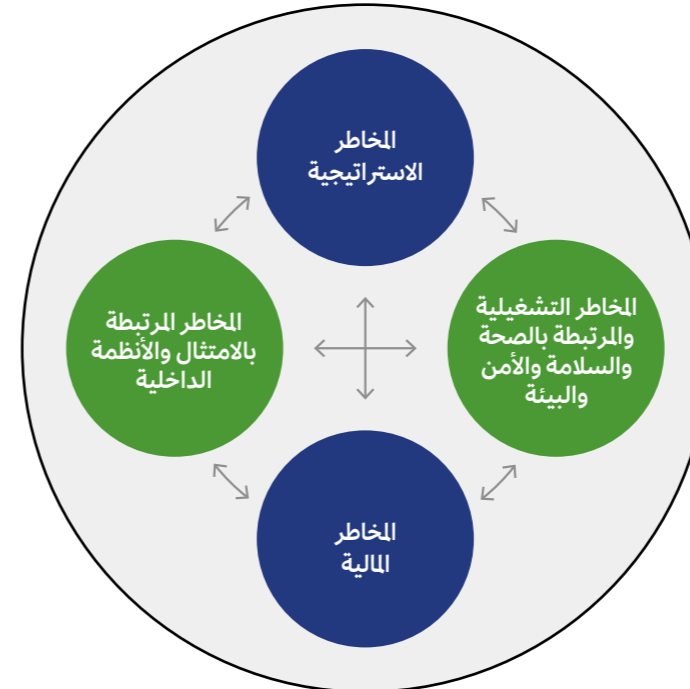 المخاطر
الاستراتيجية
المخاطر التشغيلية
والمرتبطة بالصحة
والسلامة والأمن
والبيئة
المخاطر المرتبطة
بالامتثال والأنظمة
الداخلية
المخاطر
المالية